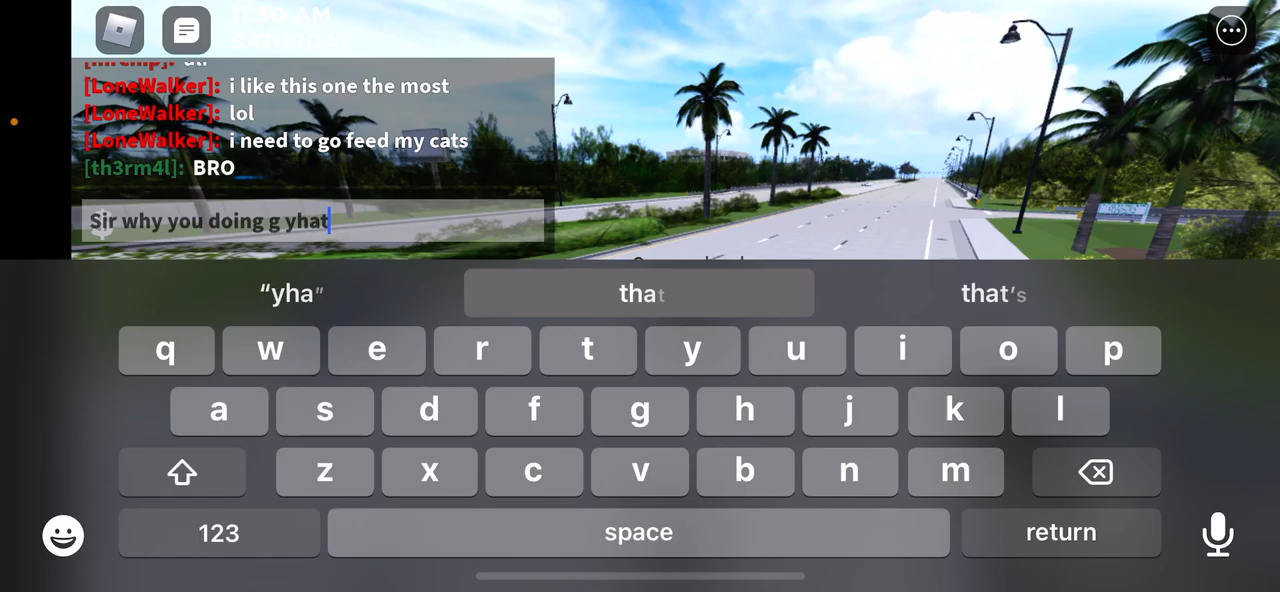 SATURDAY
[LoneWalker]: i like this one the most
[LoneWalker]: lol
[LoneWalker]: i need to go feed my cats
[th3rm4l]: BRO
Sir why you doing g yhat
“yha” that that's
q w e r t y u i o p
a s d f g h j k l
z x c v b n m
123 space return